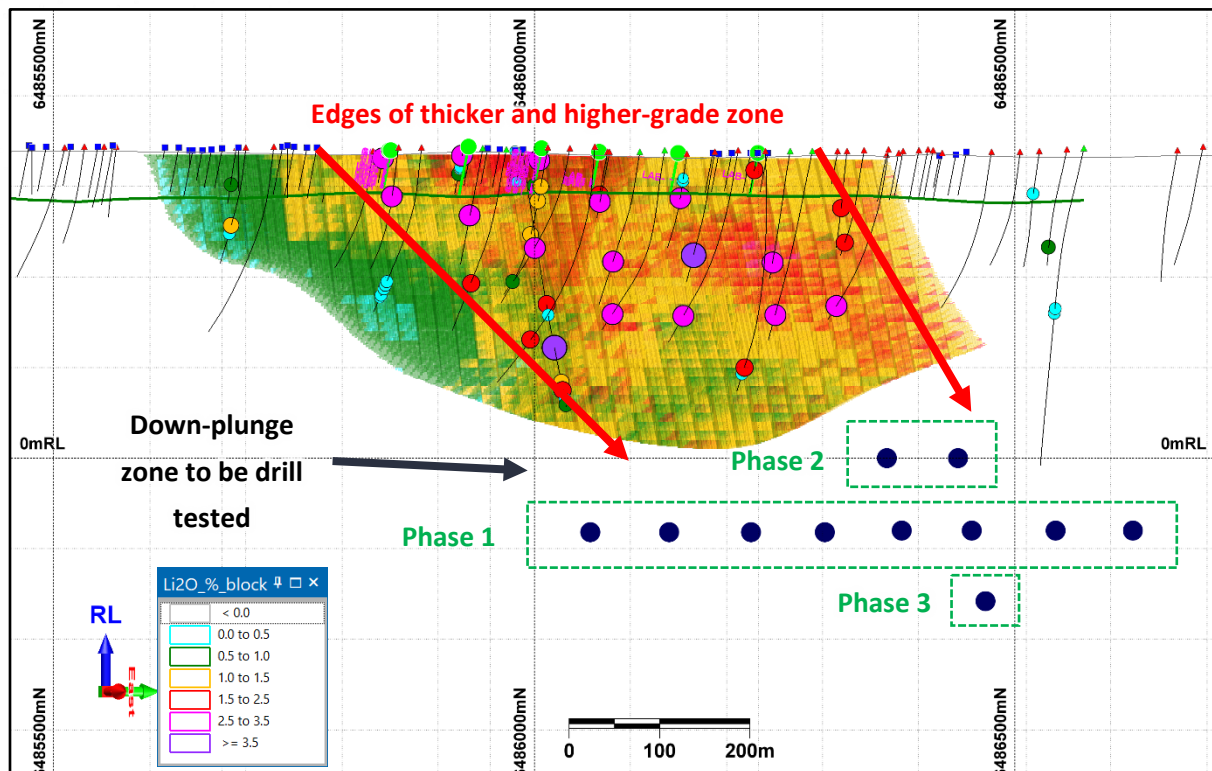 6485500mN
6486000mN
6486500mN
Edges of thicker and higher-grade zone
LAB-
LAB-
Down-plunge
zone to be drill
tested
0mRL
0mRL
Phase 2
Phase 1
Phase 3
Li2O_%_block
< 0.0
0.0 to 0.5
0.5 to 1.0
1.0 to 1.5
1.5 to 2.5
2.5 to 3.5
>= 3.5
RL
East
0 100 200m
6485500mN
6486000mN
6486500mN